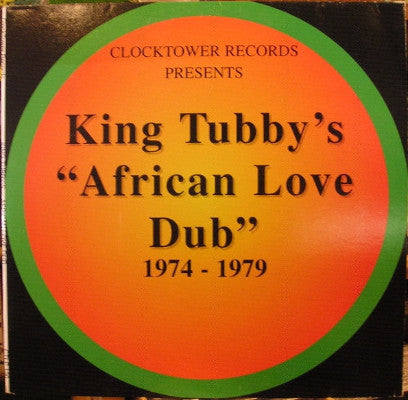 CLOCKTOWER RECORDS
PRESENTS
King Tubby's
"African Love
Dub"
1974 - 1979